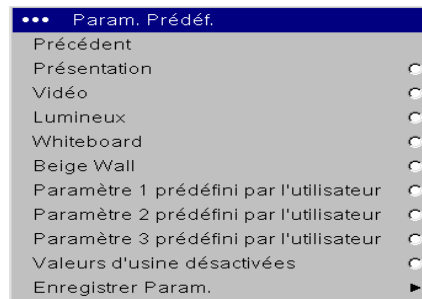 ••• Param. Prédéf.
Précédent
Présentation
Vidéo
Lumineux
Whiteboard
Beige Wall
Paramètre 1 prédéfini par l'utilisateur
Paramètre 2 prédéfini par l'utilisateur
Paramètre 3 prédéfini par l'utilisateur
Valeurs d'usine désactivées
Enregistrer Param.